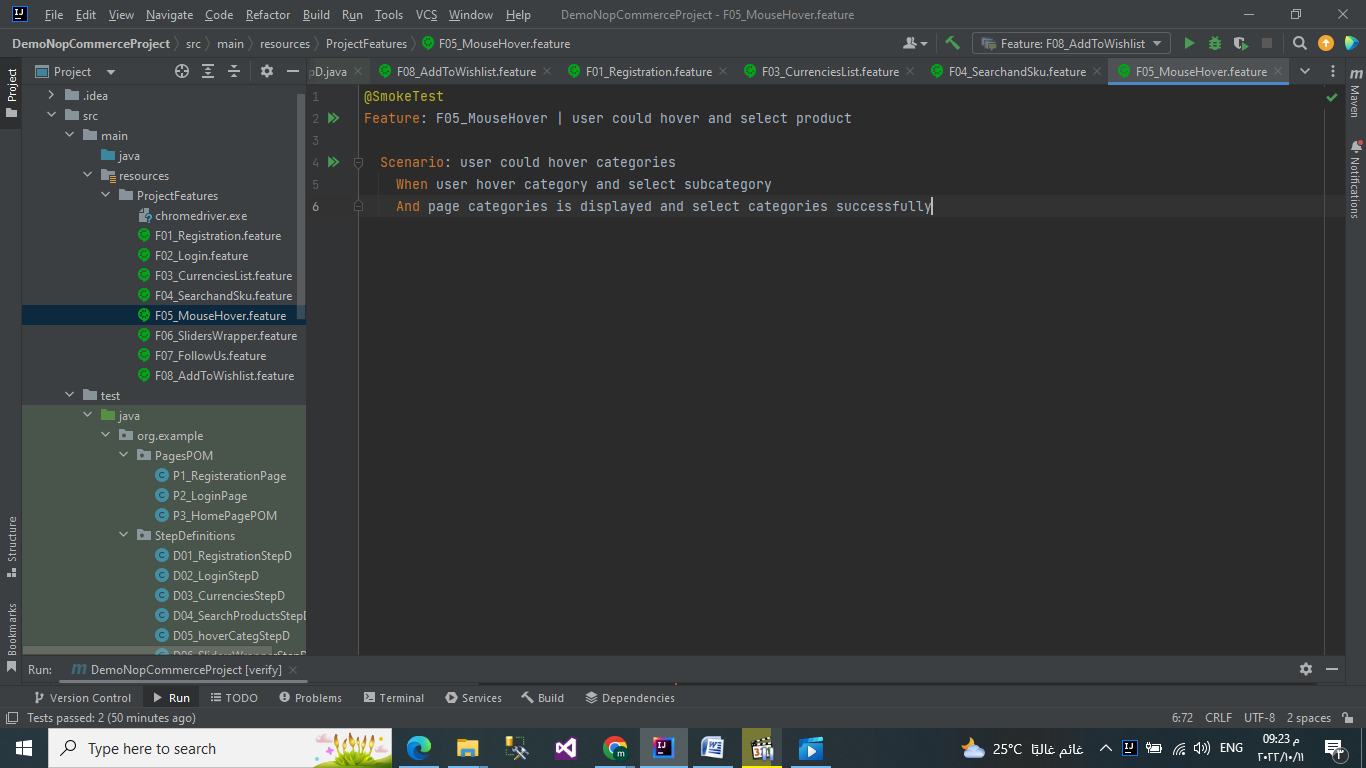 File Edit View Navigate Code Refactor Build Run Tools VCS Window Help DemoNopCommerceProject - F05_MouseHover.feature
DemoNopCommerceProject src main resources ProjectFeatures F05_MouseHover.feature Feature: F08_AddToWishlist
Project pD.java F08_AddToWishlist.feature F01_Registration.feature F03_CurrenciesList.feature F04_SearchandSku.feature F05_MouseHover.feature
Project
Structure
Bookmarks
.idea
src
main
java
resources
ProjectFeatures
chromedriver.exe
F01_Registration.feature
F02_Login.feature
F03_CurrenciesList.feature
F04_SearchandSku.feature
F05_MouseHover.feature
F06_SlidersWrapper.feature
F07_FollowUs.feature
F08_AddToWishlist.feature
test
java
org.example
PagesPOM
P1_RegisterationPage
P2_LoginPage
P3_HomePagePOM
StepDefinitions
D01_RegistrationStepD
D02_LoginStepD
D03_CurrenciesStepD
D04_SearchProductsStepD
D05_hoverCategStepD
D06_SlidersWrapperStepD
1 @SmokeTest
2 Feature: F05_MouseHover | user could hover and select product
3
4 Scenario: user could hover categories
5 When user hover category and select subcategory
6 And page categories is displayed and select categories successfully
m Maven
Notifications
Run: m DemoNopCommerceProject [verify]
Version Control Run TODO Problems Terminal Services Build Dependencies
Tests passed: 2 (50 minutes ago) 6:72 CRLF UTF-8 2 spaces
Type here to search 25°C غائم غالبًا ENG 09:23 م
٢٠٢٢/١٠/١١
٣